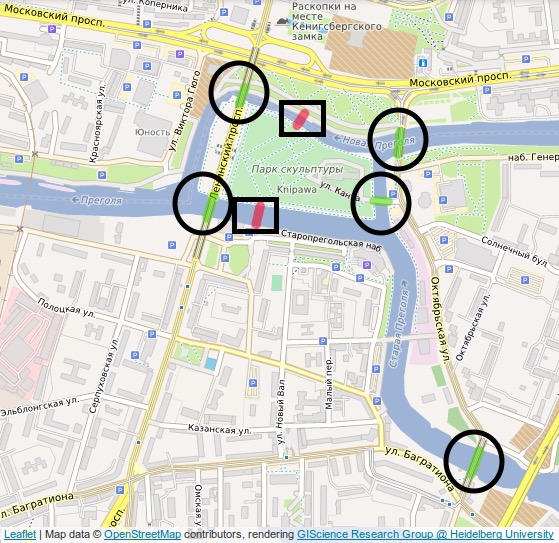 ул. Коперника
Московский просп.
Раскопки на
месте
Кёнигсбергского
замка
Московский просп.
Красноярская ул.
Юность
ул. Виктора Гюго
Ленинский просп.
← Новая Преголя
наб. Генер
Парк скульптуры
Knipawa
ул. Канта
← Преголя
Старопрегольская наб
Солнечный бул.
Старая Преголя
Октябрьская ул.
Октябрьская ул.
Полоцкая ул.
Серпуховская ул.
Эльблонгская ул.
ул. Новый Вал
Малый пер.
Казанская ул.
ул. Багратиона
ул. Багратиона
Омская ул.
просп.
Leaflet | Map data © OpenStreetMap contributors, rendering GIScience Research Group @ Heidelberg University